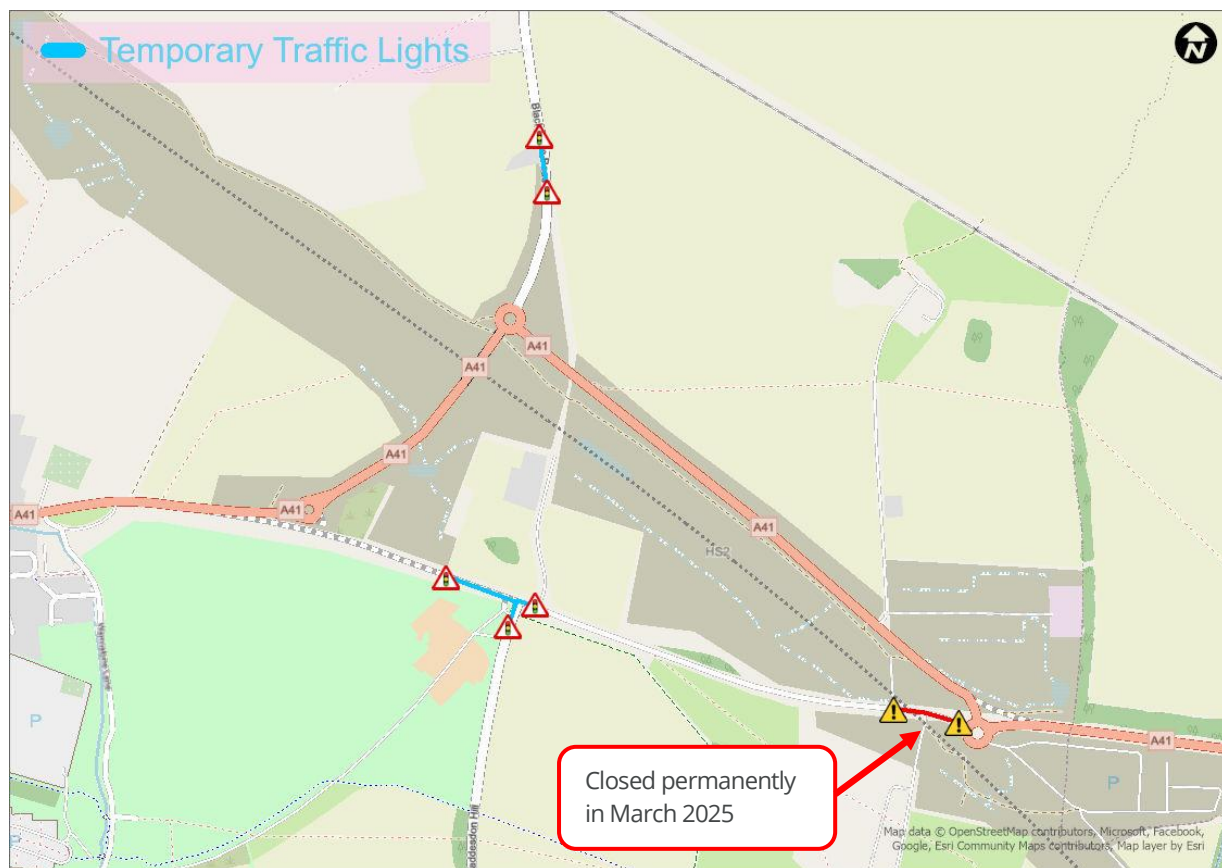 Temporary Traffic Lights
N
A41
A41
A41
A41
A41
A41
HS2
A41
P
P
P
Closed permanently
in March 2025
Map data © OpenStreetMap contributors, Microsoft, Facebook,
Google, Esri Community Maps contributors, Map layer by Esri